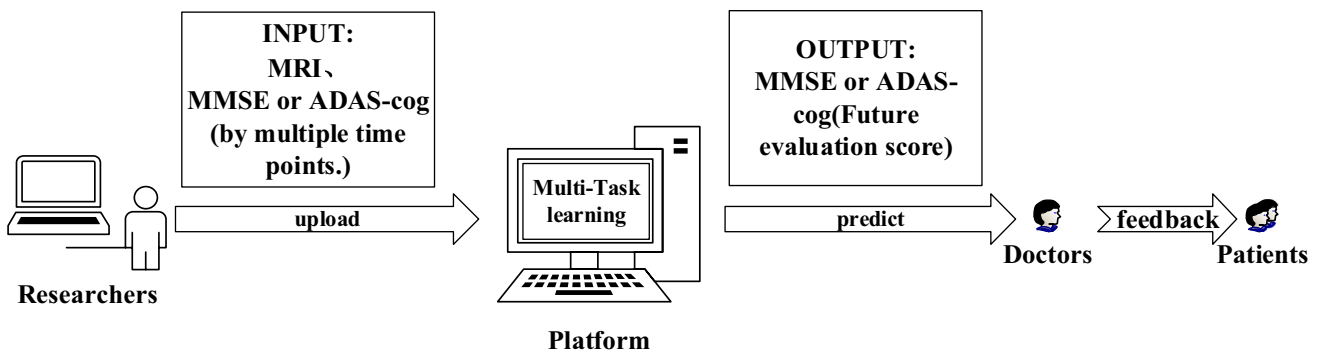 INPUT:
MRI、
MMSE or ADAS-cog
(by multiple time
points.)
OUTPUT:
MMSE or ADAS-
cog(Future
evaluation score)
Multi-Task
learning
upload
predict
feedback
Researchers
Platform
Doctors
Patients